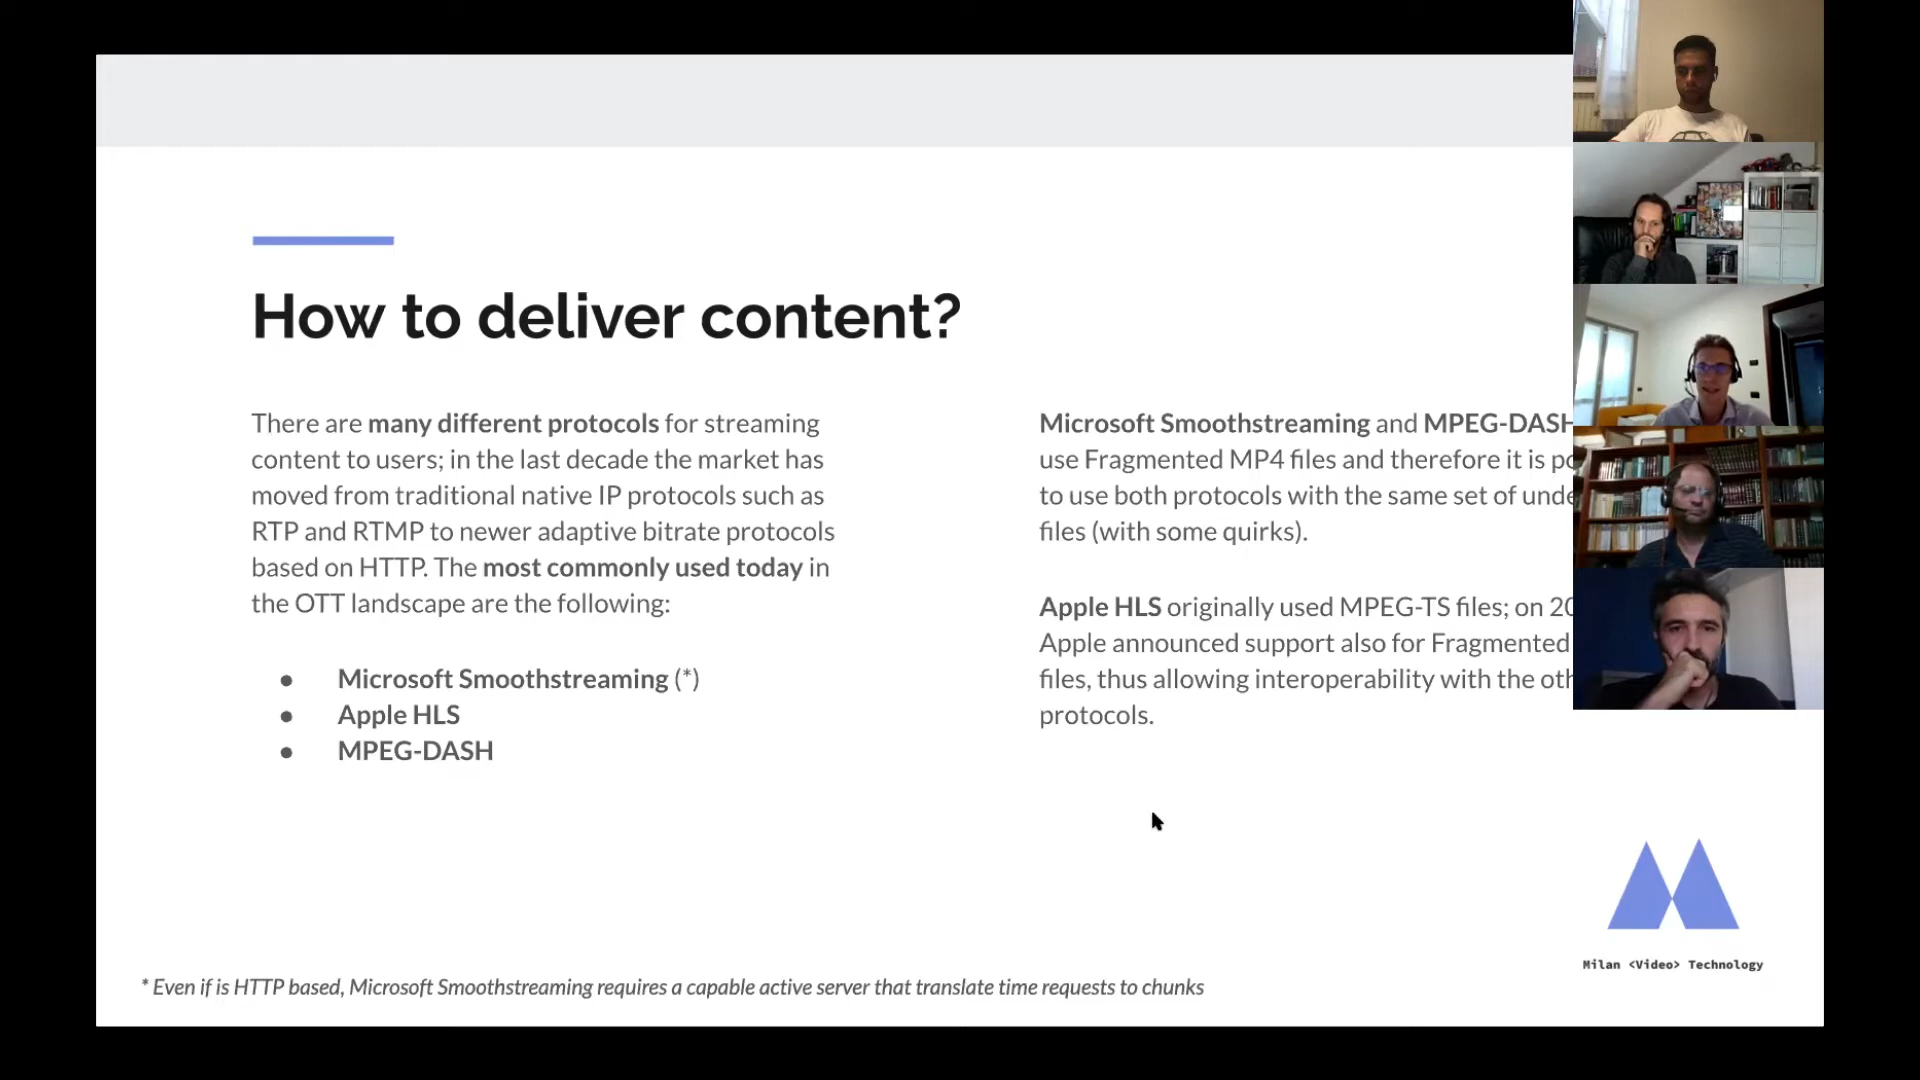 How to deliver content?
There are many different protocols for streaming
content to users; in the last decade the market has
moved from traditional native IP protocols such as
RTP and RTMP to newer adaptive bitrate protocols
based on HTTP. The most commonly used today in
the OTT landscape are the following:
● Microsoft Smoothstreaming (*)
● Apple HLS
● MPEG-DASH
Microsoft Smoothstreaming and MPEG-DASH
use Fragmented MP4 files and therefore it is
to use both protocols with the same set of
files (with some quirks).
Apple HLS originally used MPEG-TS files; on
Apple announced support also for Fragmented
files, thus allowing interoperability with the
protocols.
* Even if is HTTP based, Microsoft Smoothstreaming requires a capable active server that translate time requests to chunks
Milan <Video> Technology